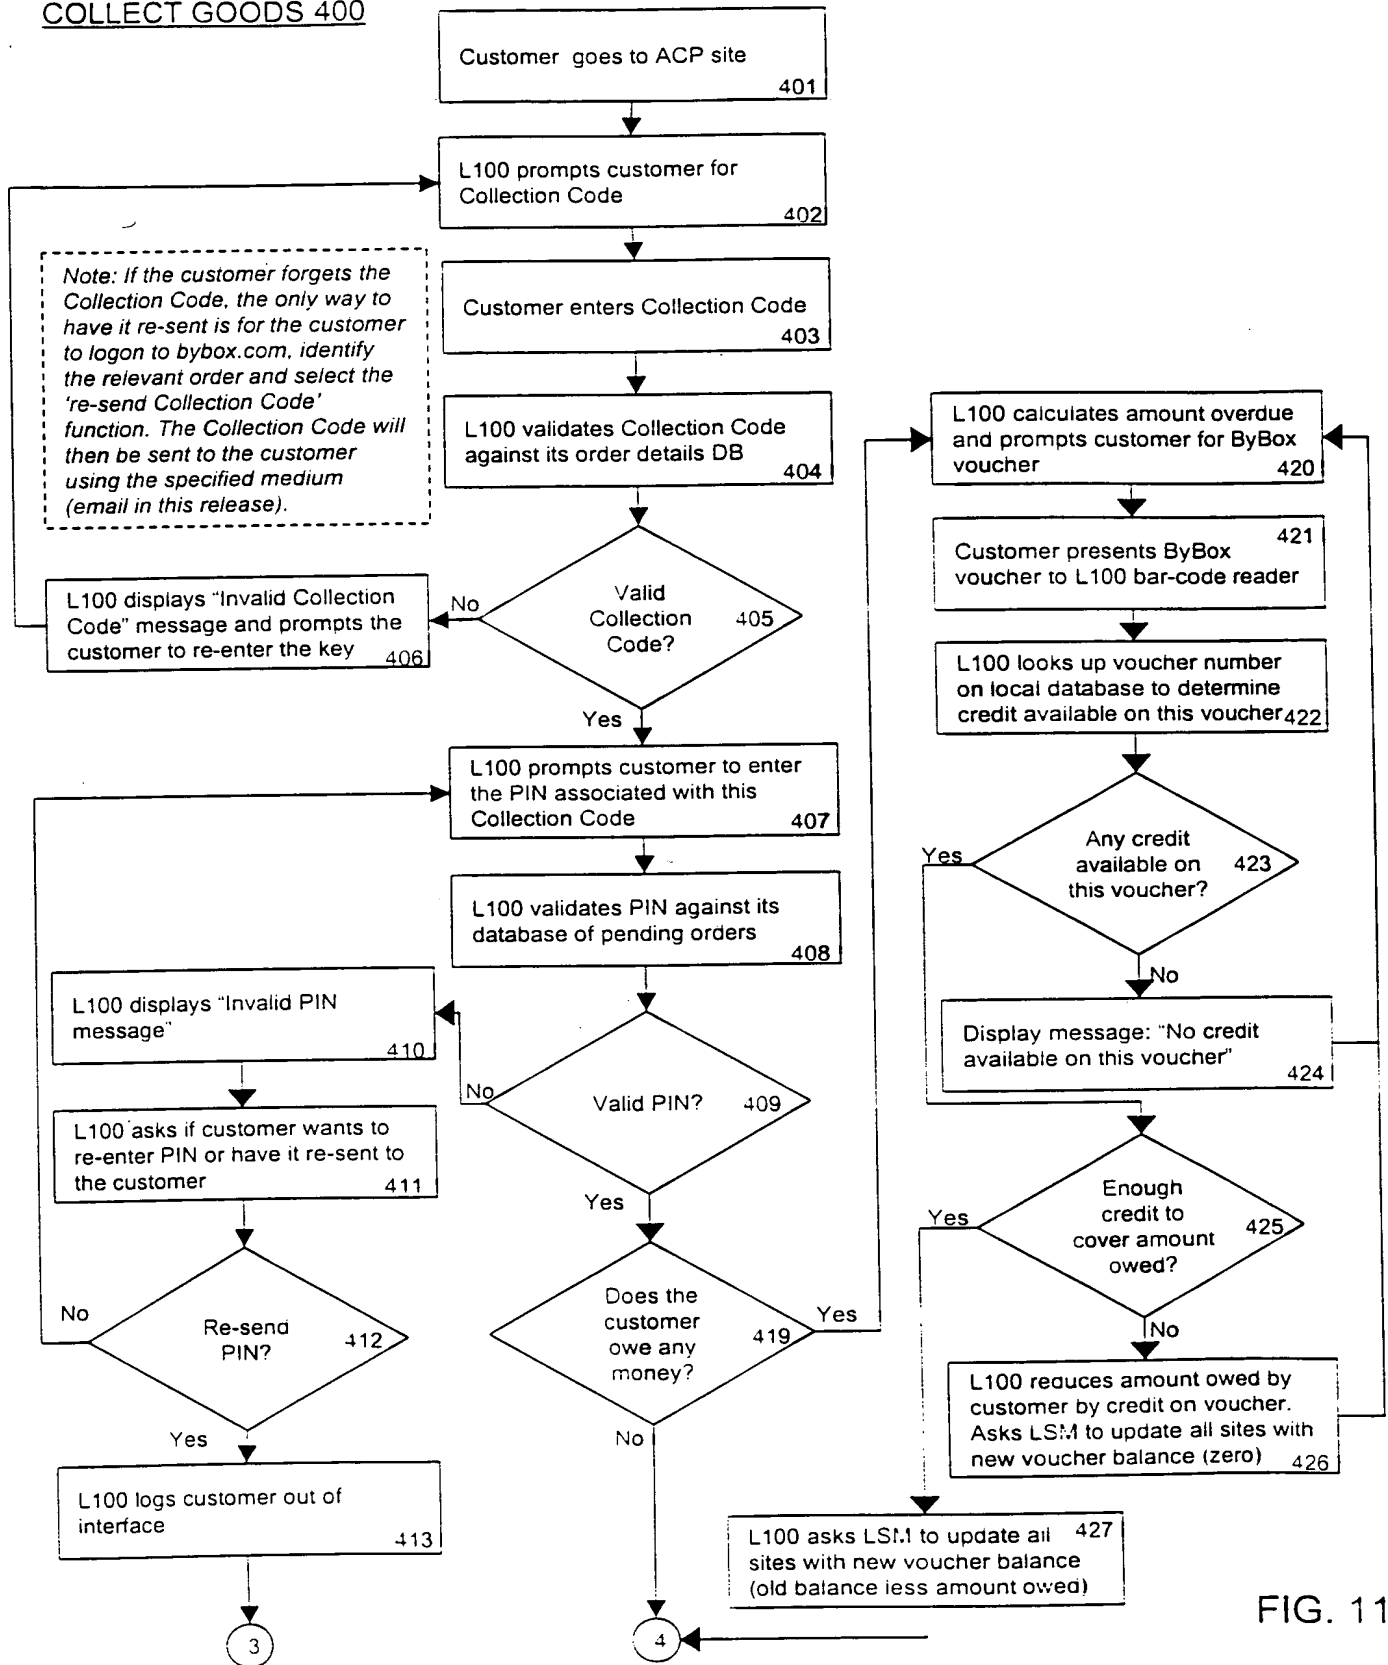 COLLECT GOODS 400
Customer goes to ACP site
401
L100 prompts customer for
Collection Code
402
Note: If the customer forgets the
Collection Code, the only way to
have it re-sent is for the customer
to logon to bybox.com, identify
the relevant order and select the
're-send Collection Code'
function. The Collection Code will
then be sent to the customer
using the specified medium
(email in this release).
Customer enters Collection Code
403
L100 validates Collection Code
against its order details DB
404
Valid
Collection
Code?
405
No
L100 displays "Invalid Collection
Code" message and prompts the
customer to re-enter the key
406
Yes
L100 prompts customer to enter
the PIN associated with this
Collection Code
407
L100 validates PIN against its
database of pending orders
408
Valid PIN?
409
No
L100 displays "Invalid PIN
message"
410
L100 asks if customer wants to
re-enter PIN or have it re-sent to
the customer
411
Re-send
PIN?
412
No
Yes
L100 logs customer out of
interface
413
3
Yes
Does the
customer
owe any
money?
419
Yes
No
4
L100 calculates amount overdue
and prompts customer for ByBox
voucher
420
421
Customer presents ByBox
voucher to L100 bar-code reader
L100 looks up voucher number
on local database to determine
credit available on this voucher
422
Any credit
available on
this voucher?
423
Yes
No
Display message: "No credit
available on this voucher"
424
Enough
credit to
cover amount
owed?
425
Yes
No
L100 reduces amount owed by
customer by credit on voucher.
Asks LSM to update all sites with
new voucher balance (zero)
426
L100 asks LSM to update all
sites with new voucher balance
(old balance less amount owed)
427
FIG. 11